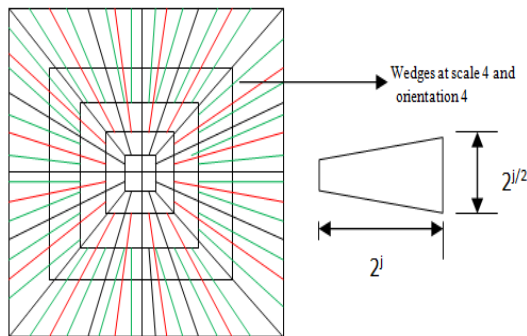 Wedges at scale 4 and
orientation 4
2^{j/2}
2^{j}